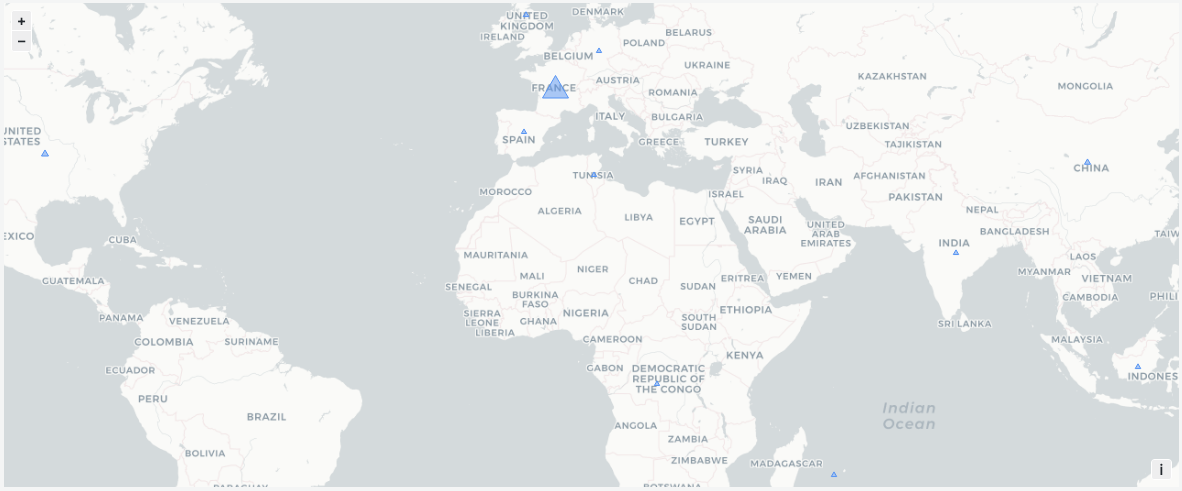 +
−
DENMARK
UNITED
KINGDOM
IRELAND
BELARUS
POLAND
BELGIUM
UKRAINE
KAZAKHSTAN
AUSTRIA
MONGOLIA
FRANCE
ROMANIA
ITALY
BULGARIA
UZBEKISTAN
UNITED
STATES
SPAIN
GREECE
TURKEY
TAJIKISTAN
SYRIA
CHINA
TUNISIA
AFGHANISTAN
IRAQ
IRAN
MOROCCO
ISRAEL
PAKISTAN
ALGERIA
LIBYA
EGYPT
SAUDI
ARABIA
NEPAL
UNITED
ARAB
EMIRATES
BANGLADESH
TAIW
EXICO
CUBA
INDIA
MAURITANIA
LAOS
NIGER
MYANMAR
MALI
CHAD
SUDAN
ERITREA
YEMEN
VIETNAM
GUATEMALA
SENEGAL
BURKINA
FASO
CAMBODIA
PHILI
NIGERIA
ETHIOPIA
SIERRA
LEONE
GHANA
SOUTH
SUDAN
PANAMA
VENEZUELA
SRI LANKA
LIBERIA
CAMEROON
COLOMBIA
SURINAME
MALAYSIA
KENYA
ECUADOR
GABON
DEMOCRATIC
REPUBLIC OF
THE CONGO
INDONES
PERU
BRAZIL
Indian
Ocean
ANGOLA
ZAMBIA
BOLIVIA
ZIMBABWE
MADAGASCAR
i
PARAGUAY
BOTSWANA